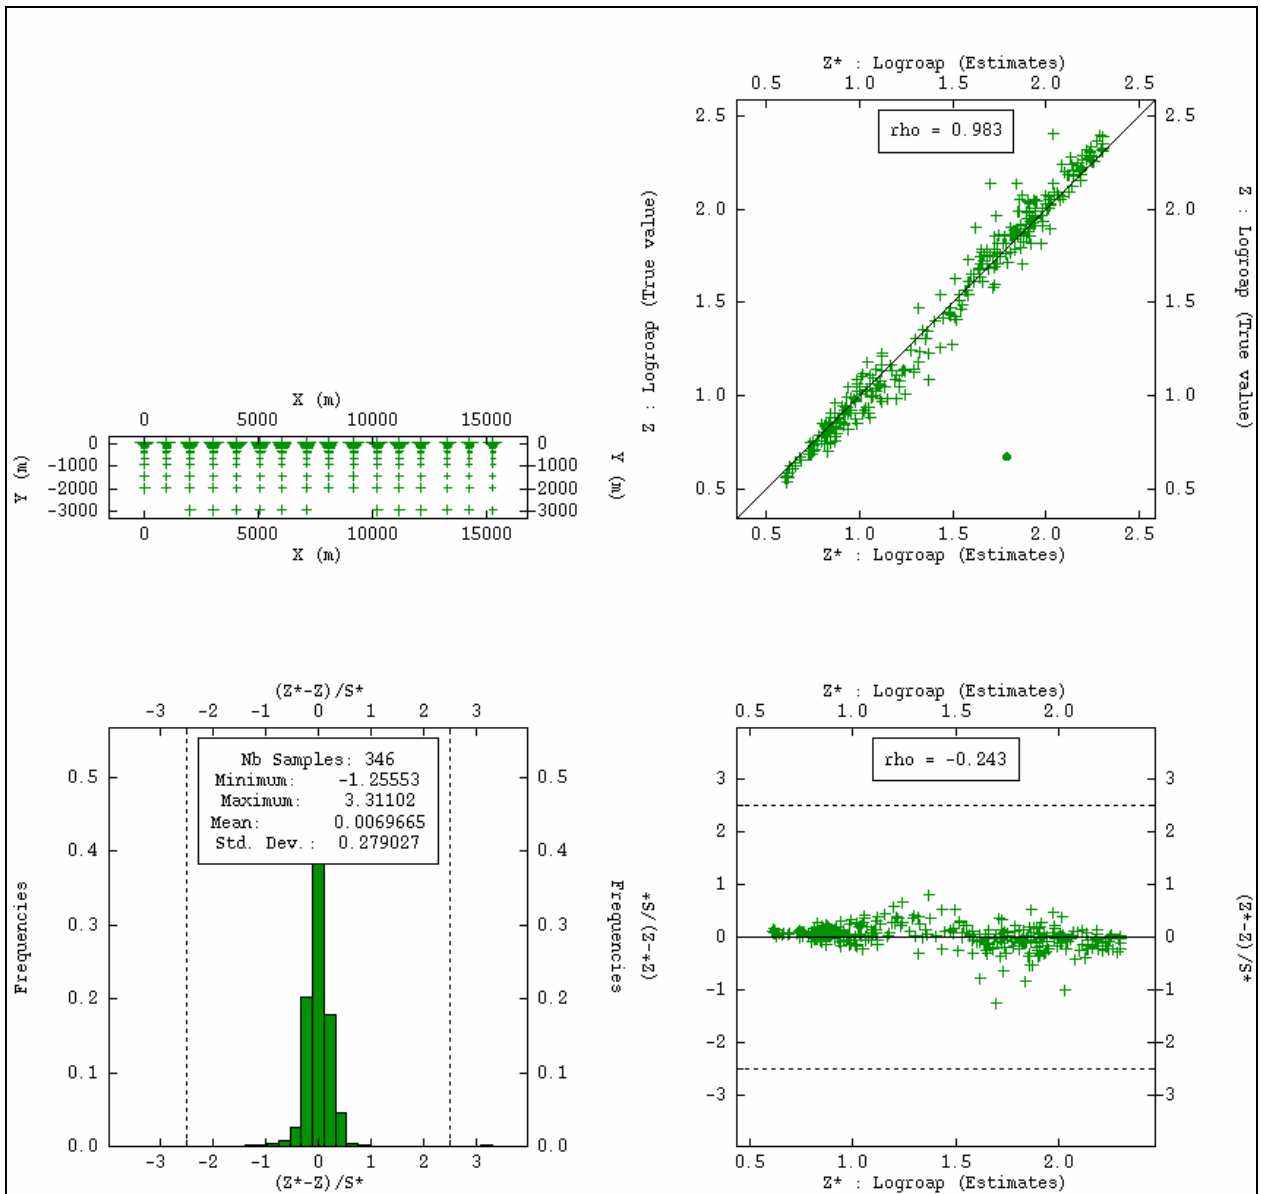 Z* : Logroap (Estimates)
0.5 1.0 1.5 2.0 2.5
2.5 2.5
rho = 0.983
2.0 2.0
1.5 1.5
1.0 1.0
0.5 0.5
Z : Logroap (True value)
Z : Logroap (True value)
0.5 1.0 1.5 2.0 2.5
Z* : Logroap (Estimates)
X (m)
0 5000 10000 15000
0 0
-1000 -1000
-2000 -2000
-3000 -3000
Y (m)
Y (m)
0 5000 10000 15000
X (m)
(Z*-Z)/S*
-3 -2 -1 0 1 2 3
Nb Samples: 346
Minimum: -1.25553
Maximum: 3.31102
Mean: 0.0069665
Std. Dev.: 0.279027
0.5 0.5
0.4 0.4
0.3 0.3
0.2 0.2
0.1 0.1
0.0 0.0
Frequencies
Frequencies
-3 -2 -1 0 1 2 3
(Z*-Z)/S*
Z* : Logroap (Estimates)
0.5 1.0 1.5 2.0
rho = -0.243
3 3
2 2
1 1
0 0
-1 -1
-2 -2
-3 -3
(Z*-Z)/S*
(Z*-Z)/S*
0.5 1.0 1.5 2.0
Z* : Logroap (Estimates)